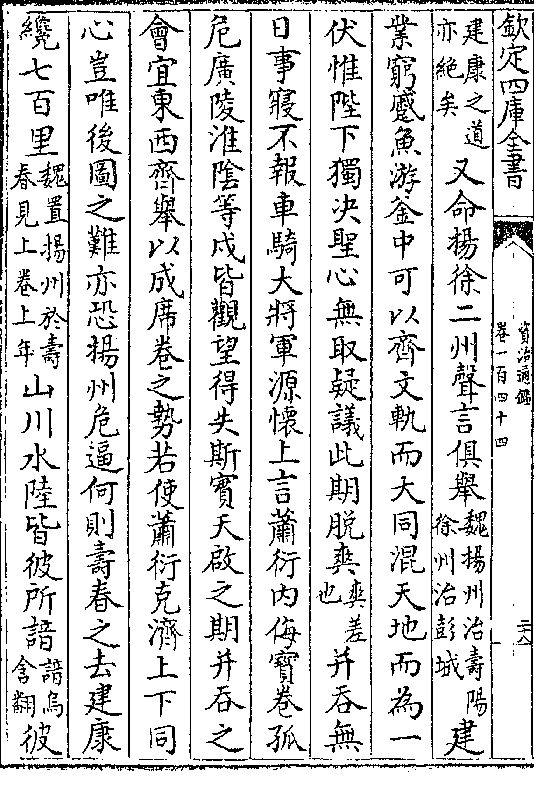 欽定四庫全書
資治通鑑
卷一百四十四
建康之道亦絶矣又命揚徐二州聲言俱舉魏揚州治壽陽徐州治彭城建
業窮蹙魚游釜中可以齊文軌而大同混天地而為一
伏惟陛下獨決聖心無取疑議此期脱爽爽差也并吞無
日事寢不報車騎大將軍源懷上言蕭衍内侮寶卷孤
危廣陵淮陰等戍皆觀望得失斯實天啟之期并吞之
會宜東西齊舉以成席卷之勢若使蕭衍克濟上下同
心豈唯後圖之難亦恐揚州危逼何則壽春之去建康
纔七百里魏置揚州於壽春見上卷上年山川水陸皆彼所諳諳烏含翻彼